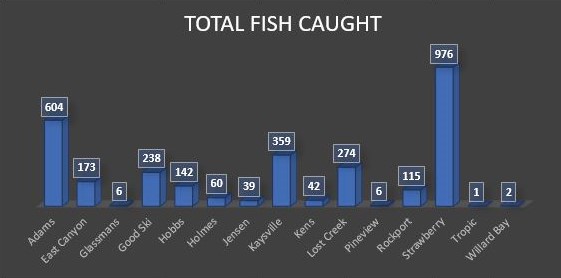 TOTAL FISH CAUGHT
604
173
6
238
142
60
39
359
42
274
6
115
976
1
2
Adams
East Canyon
Glassmans
Good Ski
Hobbs
Holmes
Jensen
Kaysville
Kens
Lost Creek
Pineview
Rockport
Strawberry
Tropic
Willard Bay